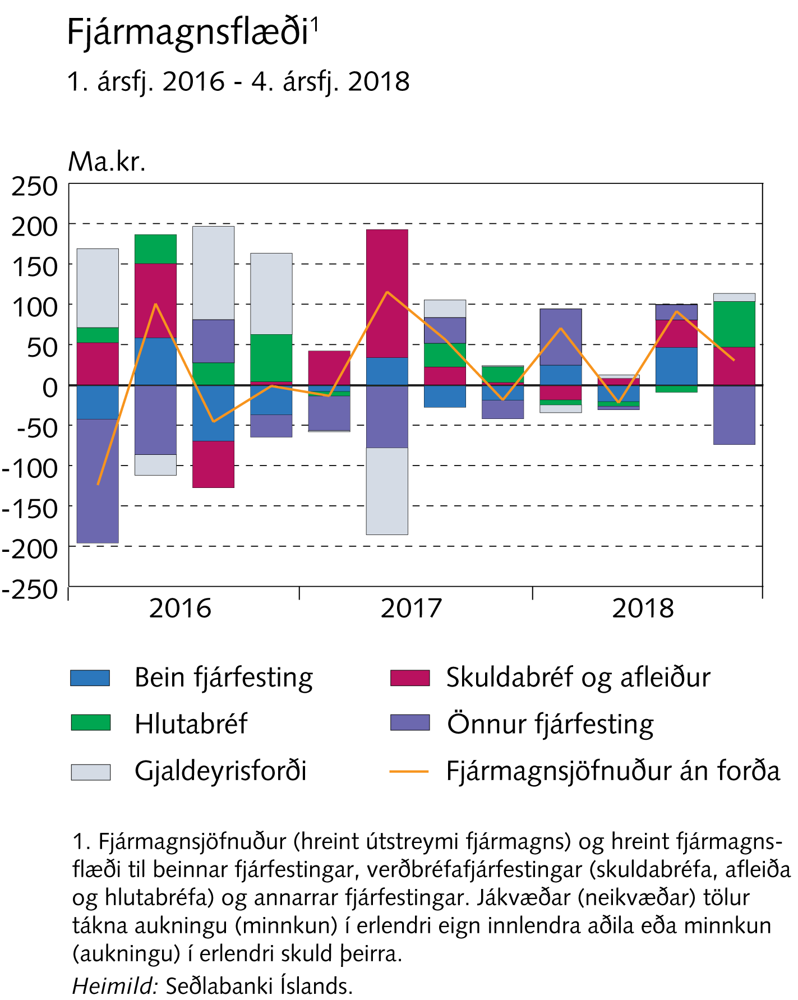 Fjármagnsflæði¹
1. ársfj. 2016 - 4. ársfj. 2018
Ma.kr.
250
200
150
100
50
0
-50
-100
-150
-200
-250
2016 2017 2018
Bein fjárfesting Skuldabréf og afleiður
Hlutabréf Önnur fjárfesting
Gjaldeyrisforði Fjármagnsjöfnuður án forða
1. Fjármagnsjöfnuður (hreint útstreymi fjármagns) og hreint fjármagns-
flæði til beinnar fjárfestingar, verðbréfafjárfestingar (skuldabréfa, afleiða
og hlutabréfa) og annarrar fjárfestingar. Jákvæðar (neikvæðar) tölur
tákna aukningu (minnkun) í erlendri eign innlendra aðila eða minnkun
(aukningu) í erlendri skuld þeirra.
Heimild: Seðlabanki Íslands.